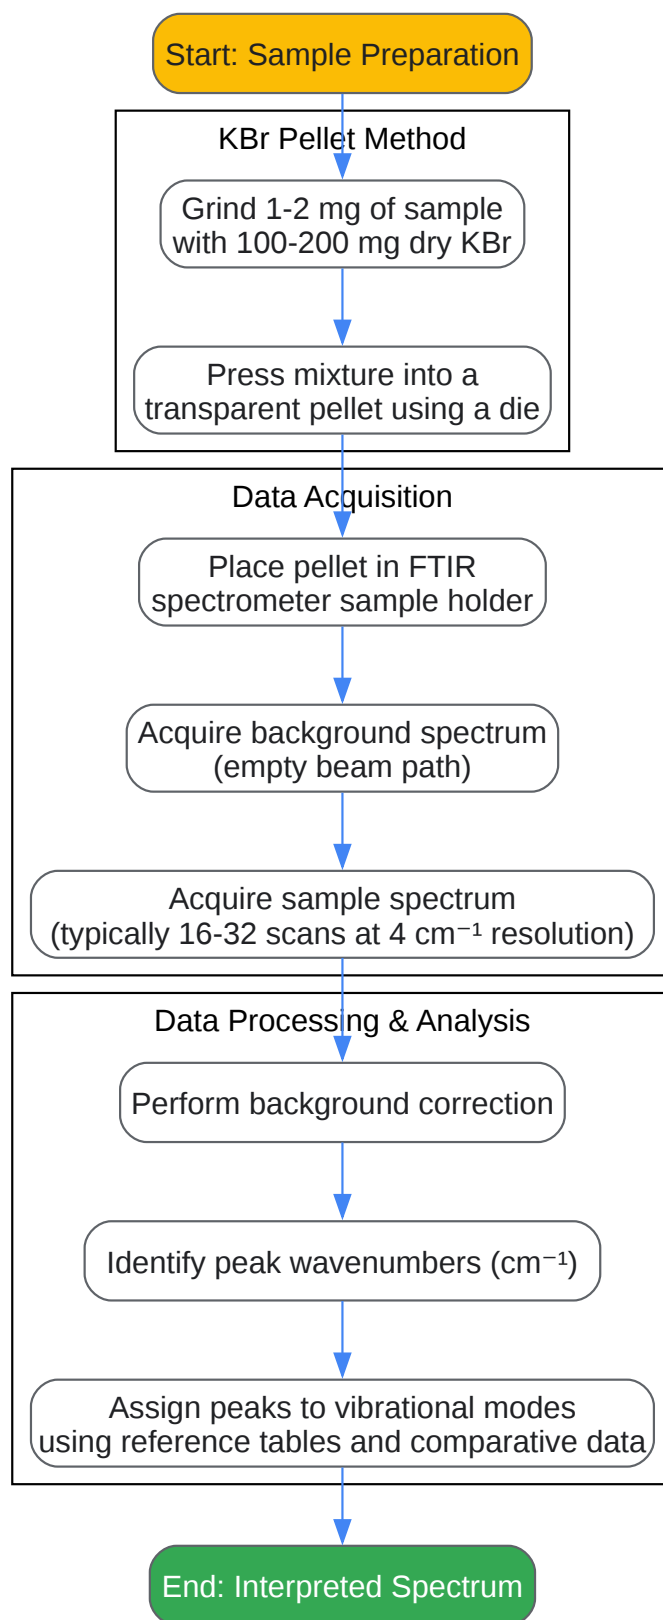 Start: Sample Preparation
KBr Pellet Method
Grind 1-2 mg of sample
with 100-200 mg dry KBr
Press mixture into a
transparent pellet using a die
Data Acquisition
Place pellet in FTIR
spectrometer sample holder
Acquire background spectrum
(empty beam path)
Acquire sample spectrum
(typically 16-32 scans at 4 cm⁻¹ resolution)
Data Processing & Analysis
Perform background correction
Identify peak wavenumbers (cm⁻¹)
Assign peaks to vibrational modes
using reference tables and comparative data
End: Interpreted Spectrum